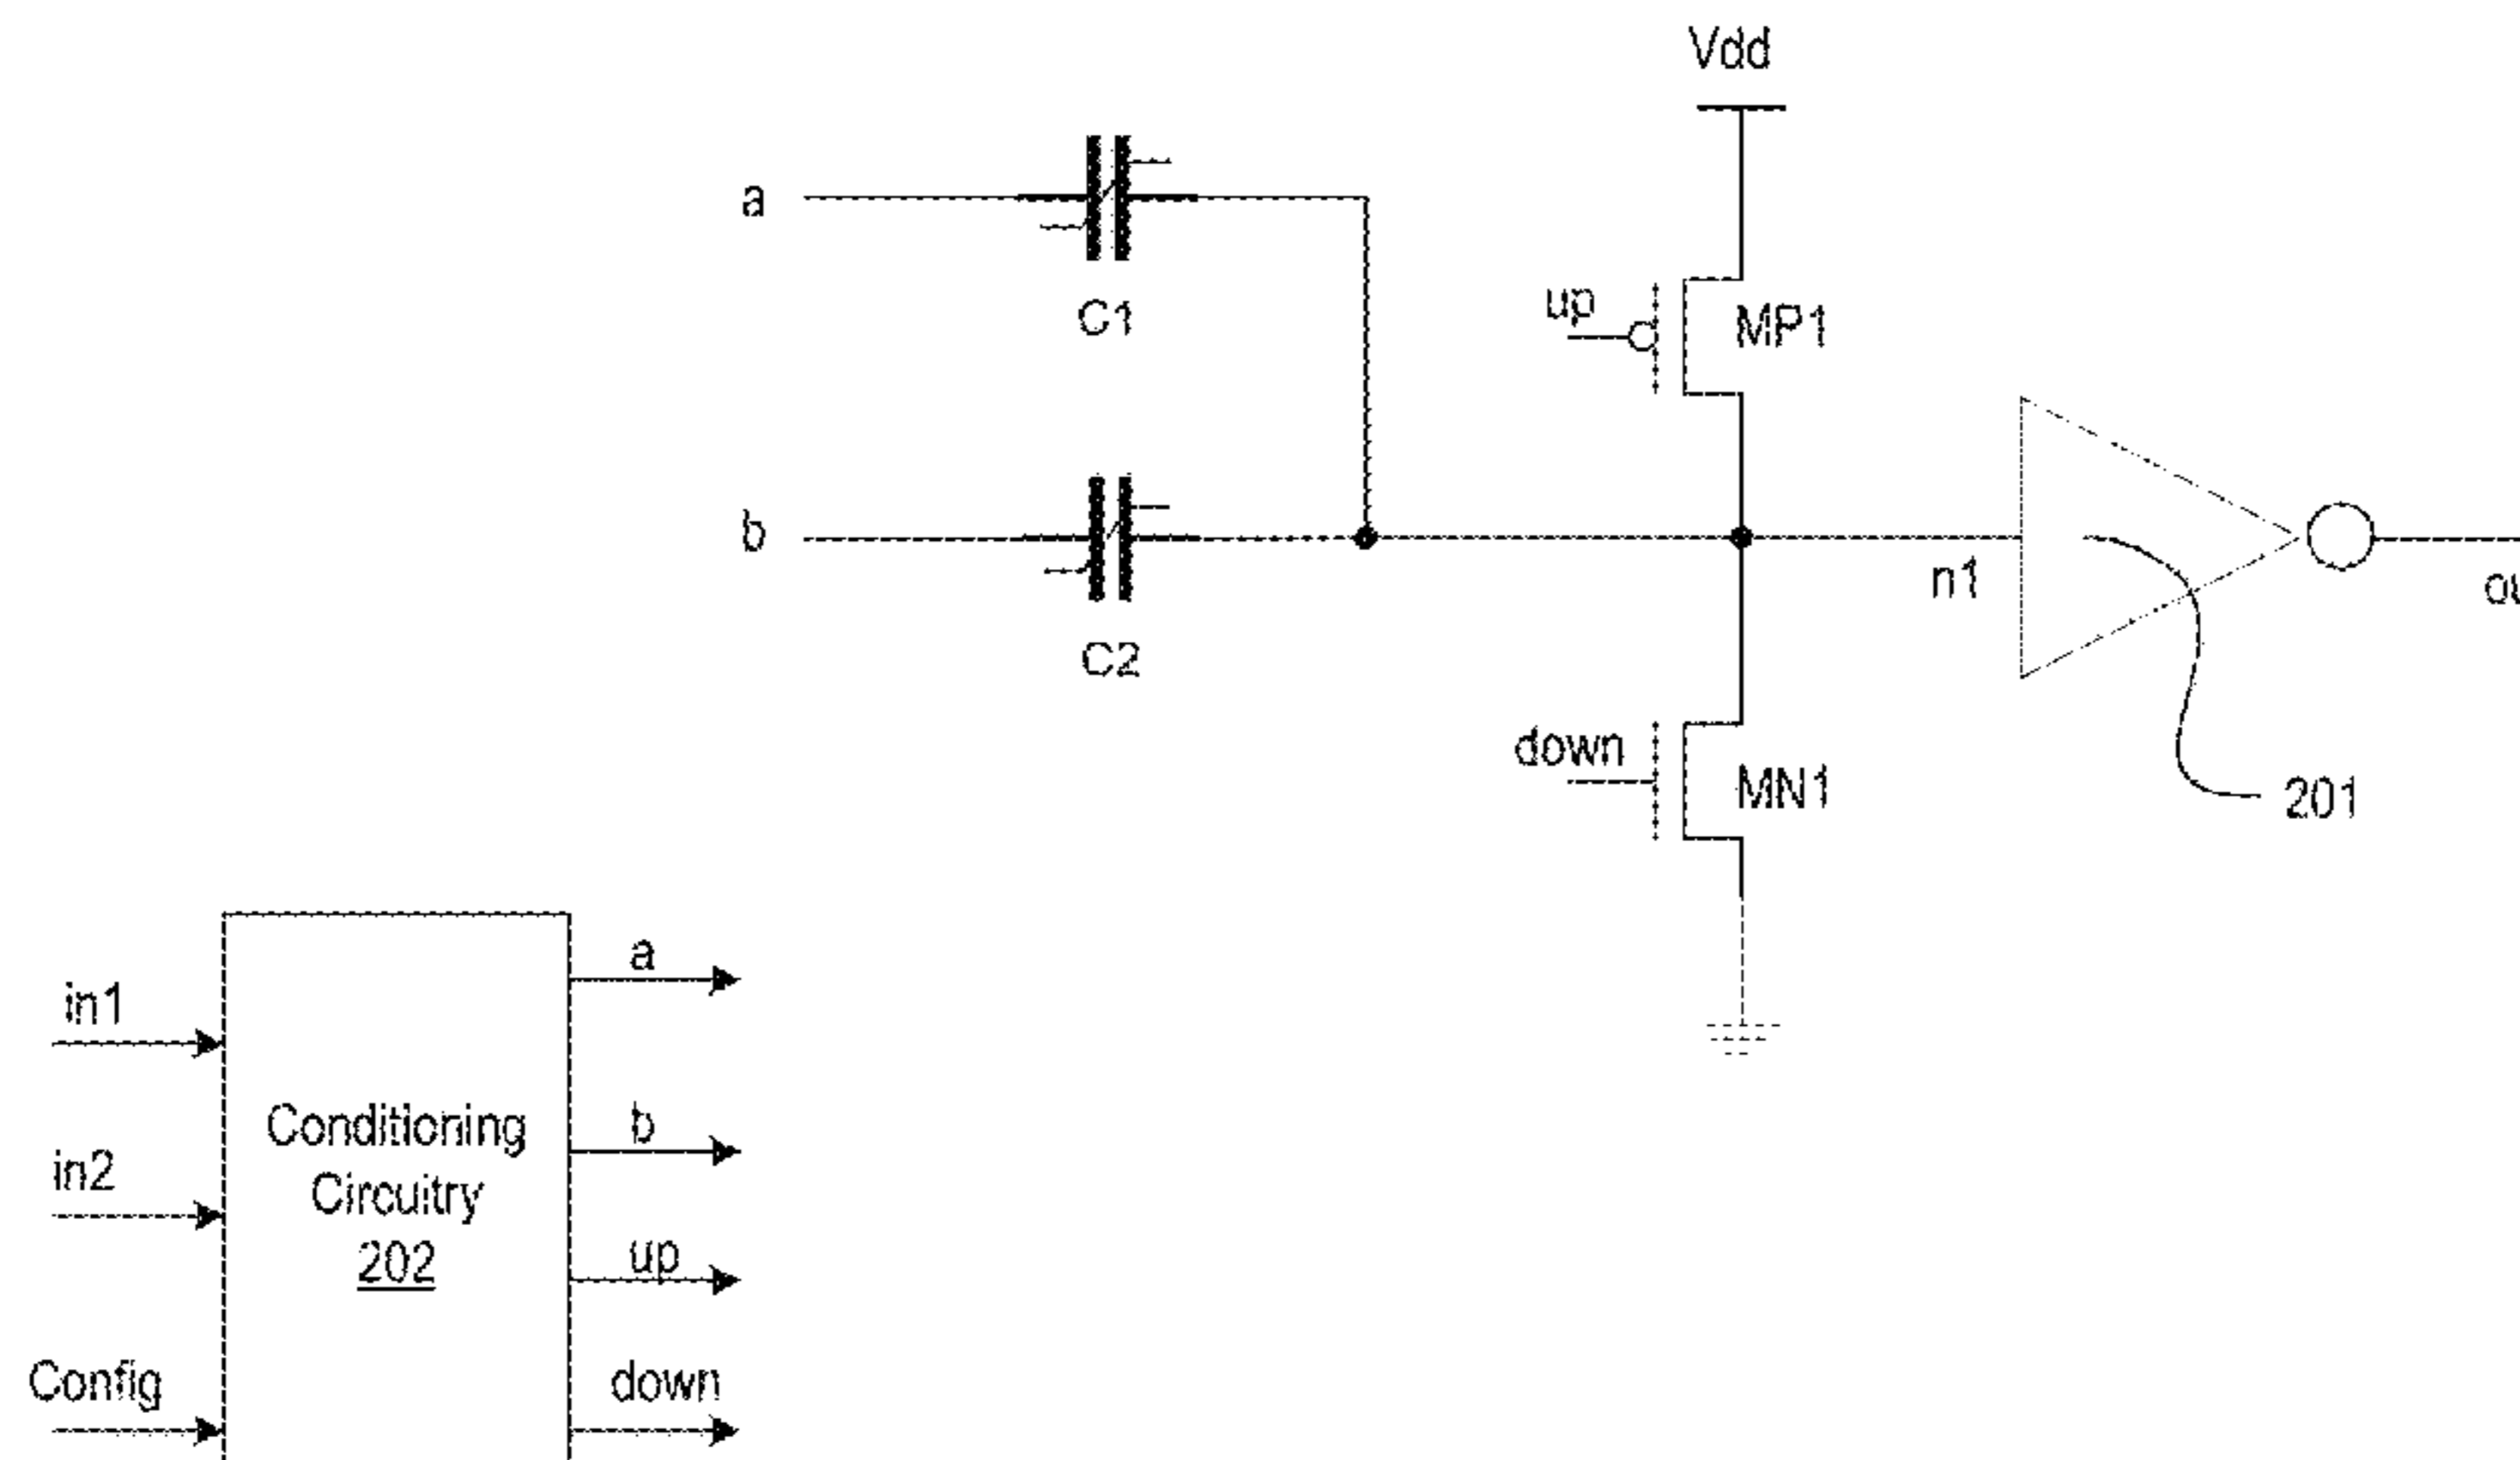 Vdd
a
C1
up
MP1
b
n1
C2
down
MN1
201
a
in1
b
Conditioning
in2
Circuitry
up
202
Config
down